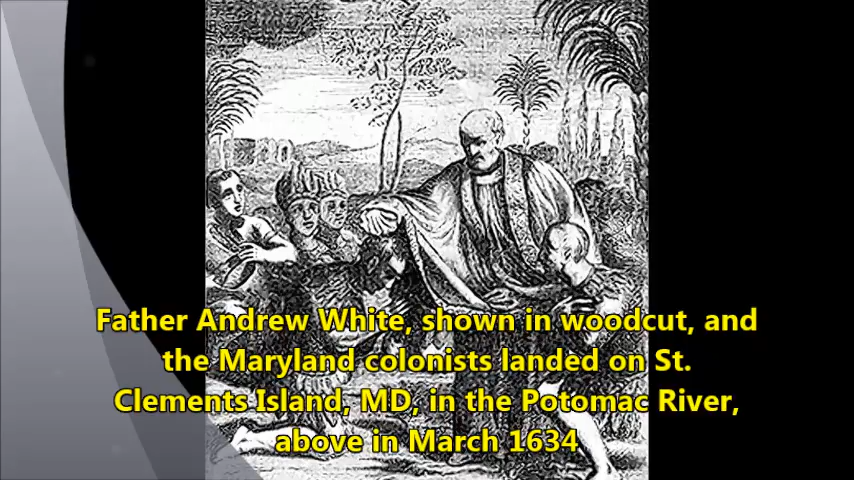 Father Andrew White, shown in woodcut, and
the Maryland colonists landed on St.
Clements Island, MD, in the Potomac River,
above in March 1634